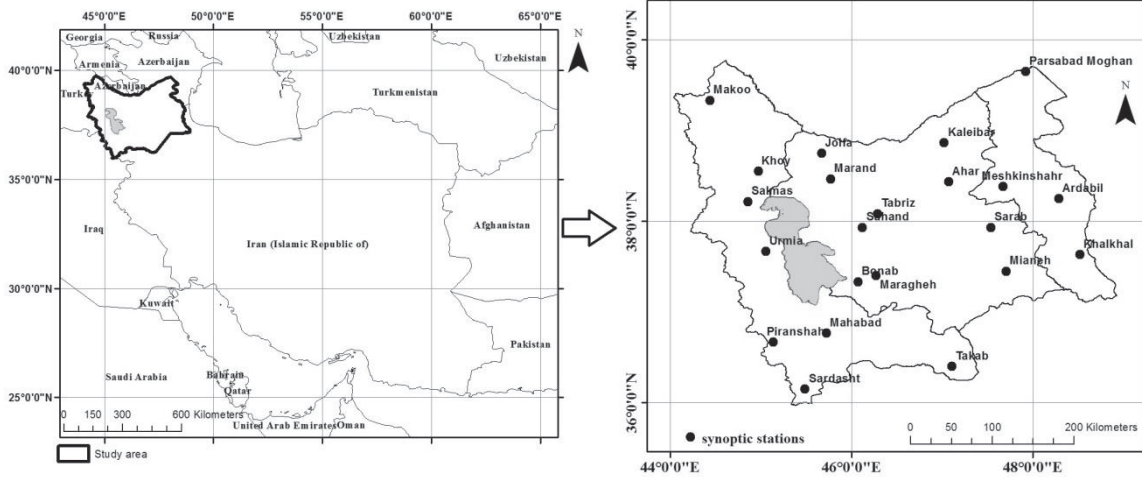 45°0'0"E 50°0'0"E 55°0'0"E 60°0'0"E 65°0'0"E
40°0'0"N
35°0'0"N
30°0'0"N
25°0'0"N
Georgia
Russia
Uzbekistan
N
Armenia
Azerbaijan
Uzbekistan
Turkey
Azerbaijan
Turkmenistan
Iraq
Iran (Islamic Republic of)
Afghanistan
Kuwait
Pakistan
Saudi Arabia
Bahrain
Qatar
United Arab Emirates
Oman
0 150 300 600 Kilometers
Study area
40°0'0"N
38°0'0"N
36°0'0"N
Parsabad Moghan
N
Makoo
Kaleibar
Jolfa
Khoy
Marand
Ahar
Meshkinshahr
Salmas
Ardabil
Tabriz
Sahand
Sarab
Urmia
Khalkhal
Mianeh
Bonab
Maragheh
Mahabad
Piranshah
Takab
Sardasht
synoptic stations
0 50 100 200 Kilometers
44°0'0"E 46°0'0"E 48°0'0"E